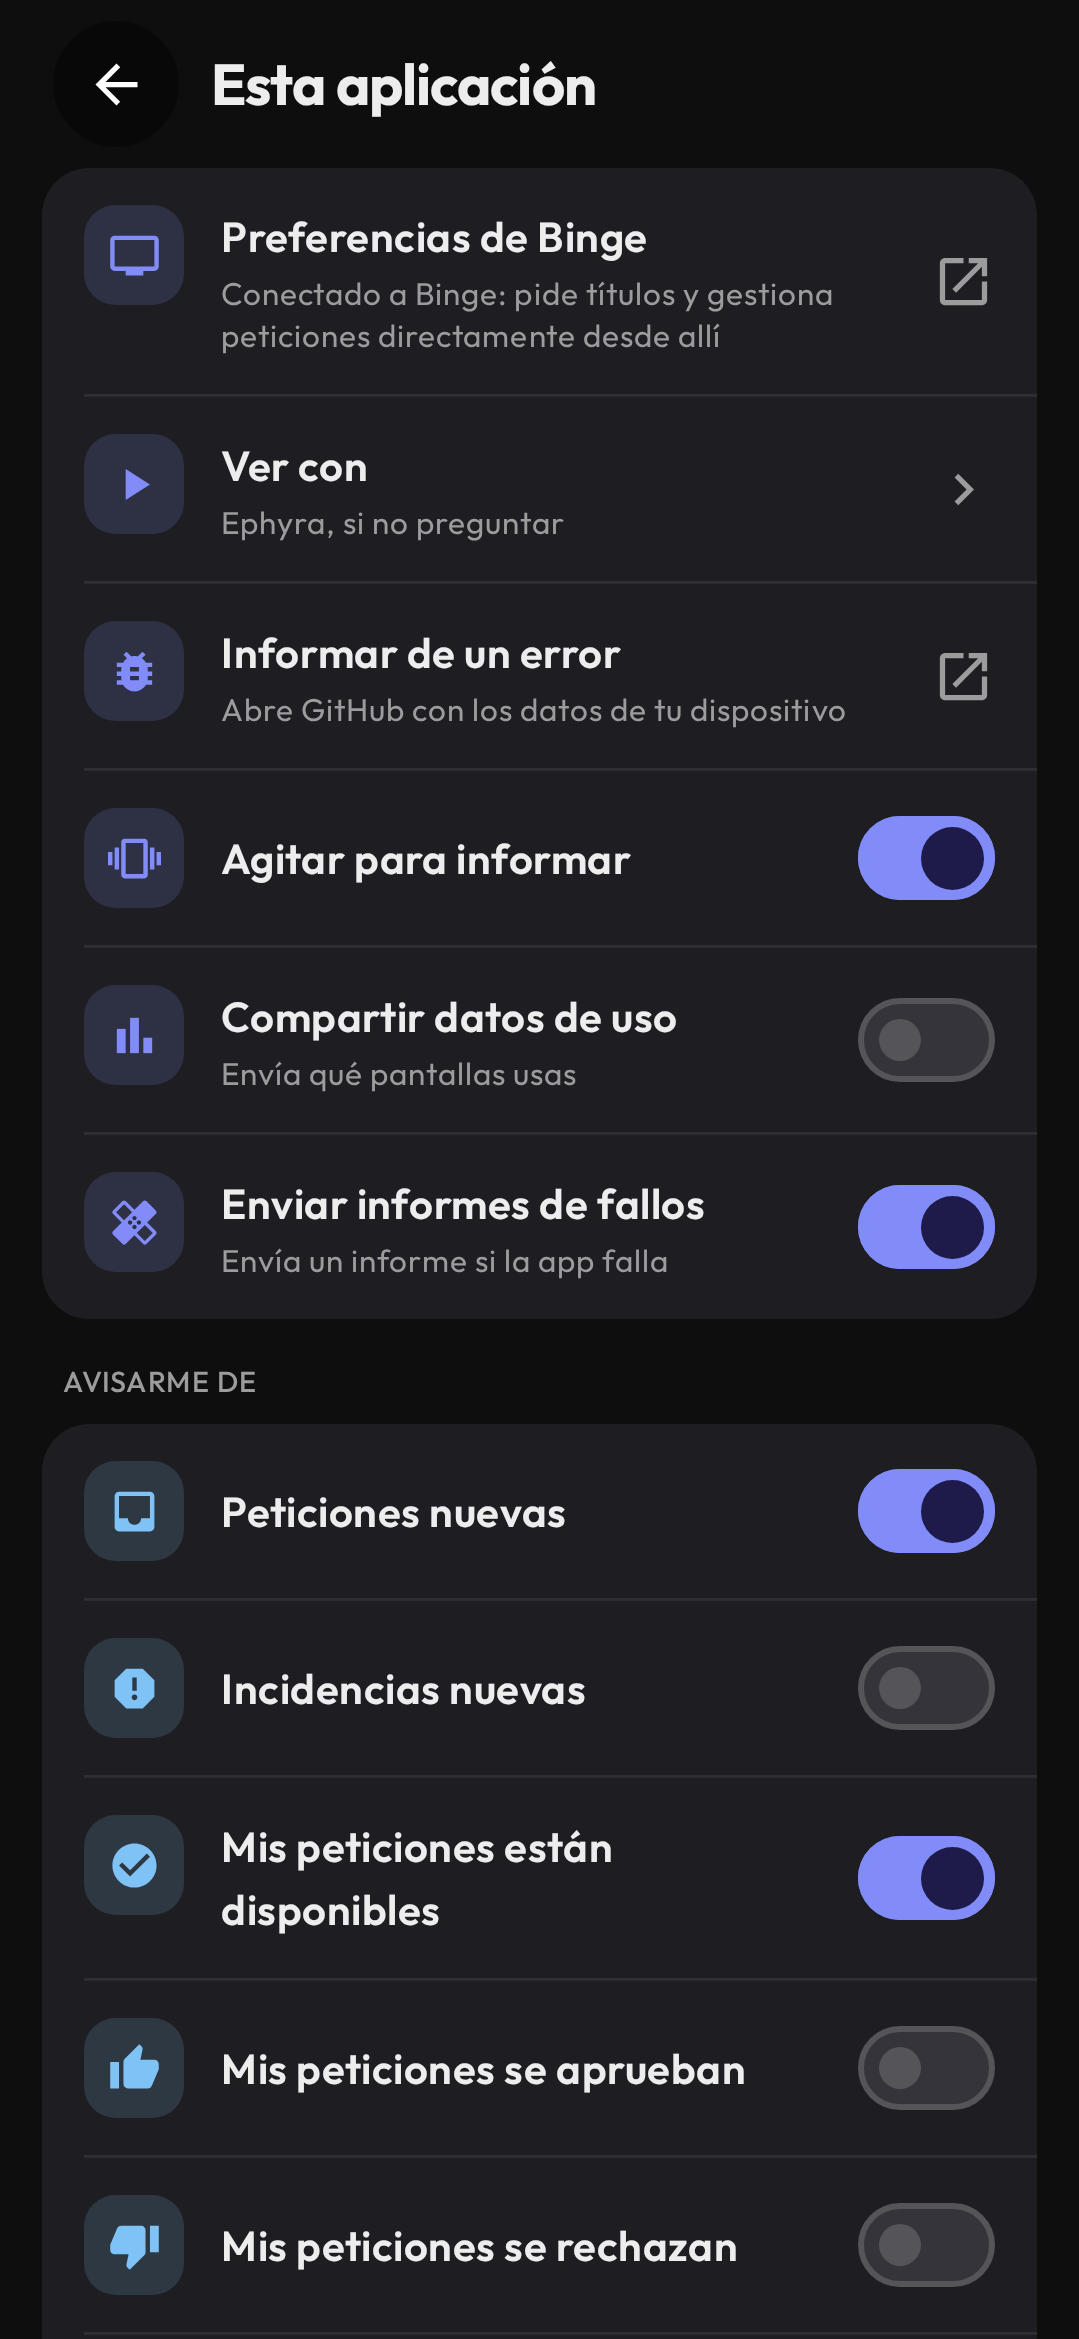 Esta aplicación
Preferencias de Binge
Conectado a Binge: pide títulos y gestiona
peticiones directamente desde allí
Ver con
Ephyra, si no preguntar
Informar de un error
Abre GitHub con los datos de tu dispositivo
Agitar para informar
Compartir datos de uso
Envía qué pantallas usas
Enviar informes de fallos
Envía un informe si la app falla
AVISARME DE
Peticiones nuevas
Incidencias nuevas
Mis peticiones están
disponibles
Mis peticiones se aprueban
Mis peticiones se rechazan